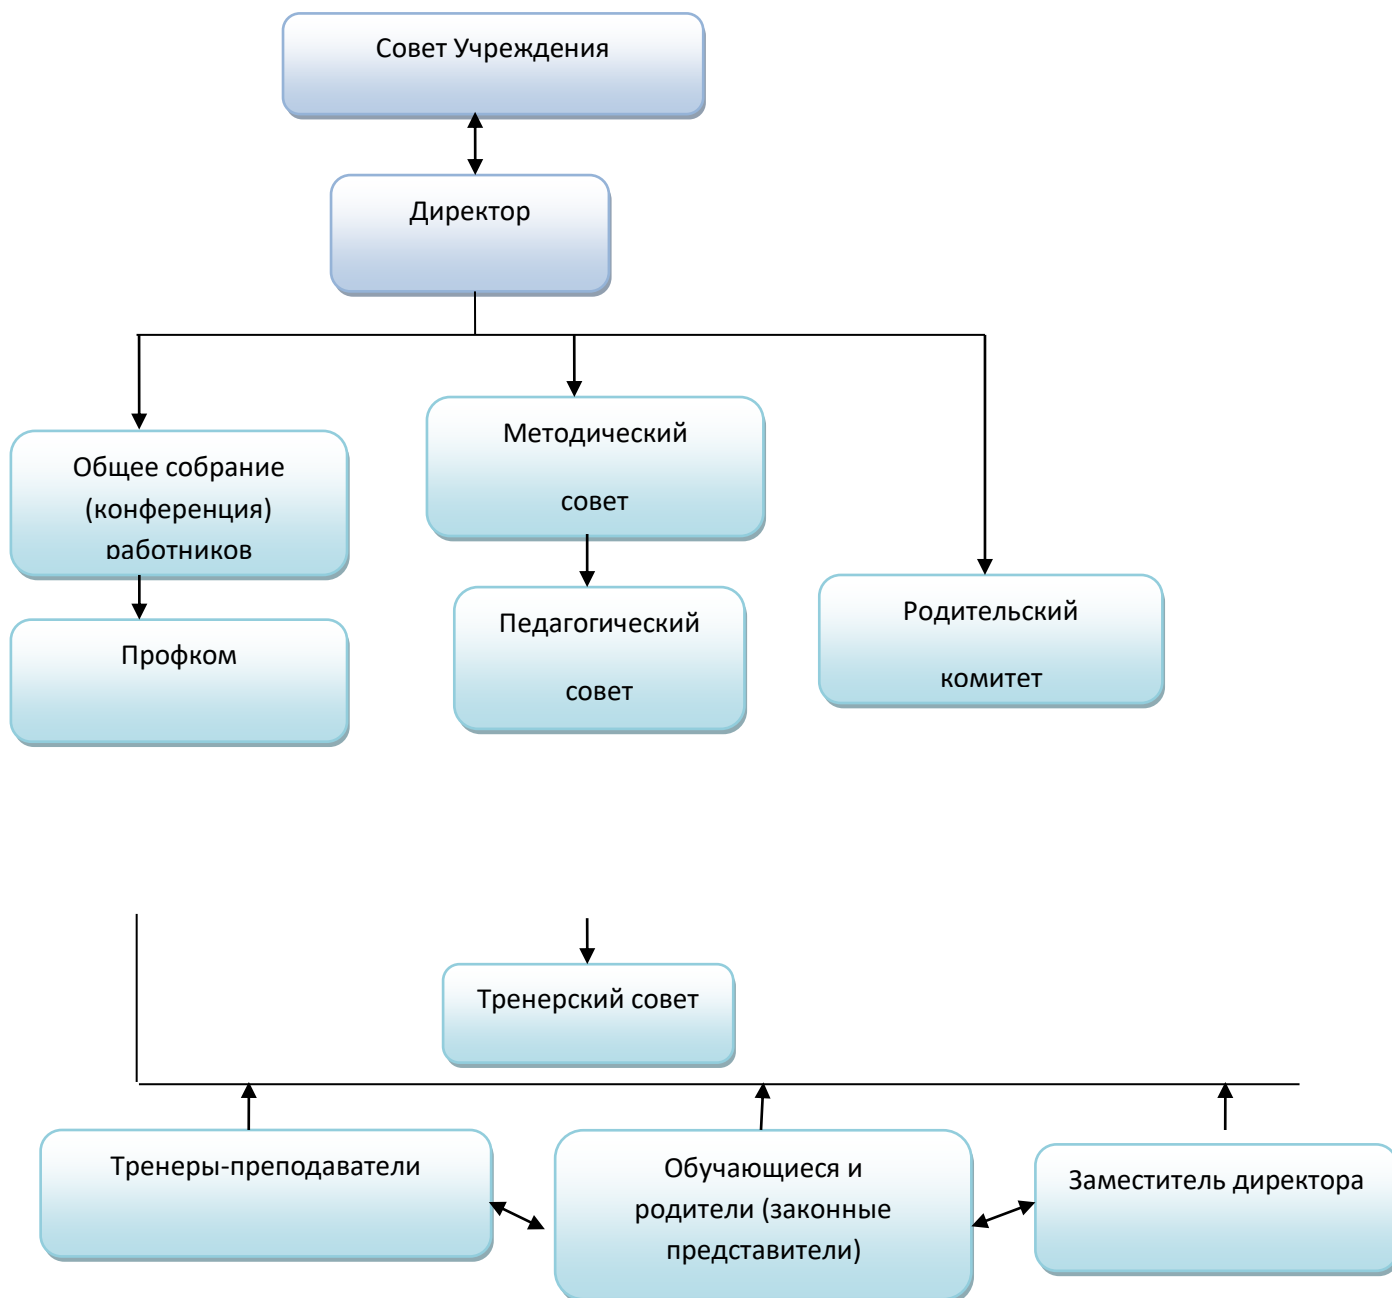 Совет Учреждения
Директор
Общее собрание
(конференция)
работников
Методический
совет
Профком
Педагогический
совет
Родительский
комитет
Тренерский совет
Тренеры-преподаватели
Обучающиеся и
родители (законные
представители)
Заместитель директора